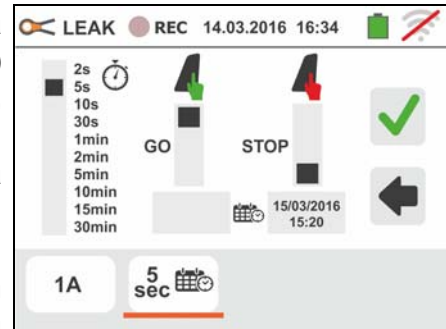 LEAK REC 14.03.2016 16:34
2s
5s
10s
30s
1min
2min
5min
10min
15min
30min
GO
STOP
15/03/2016
15:20
1A
5
sec